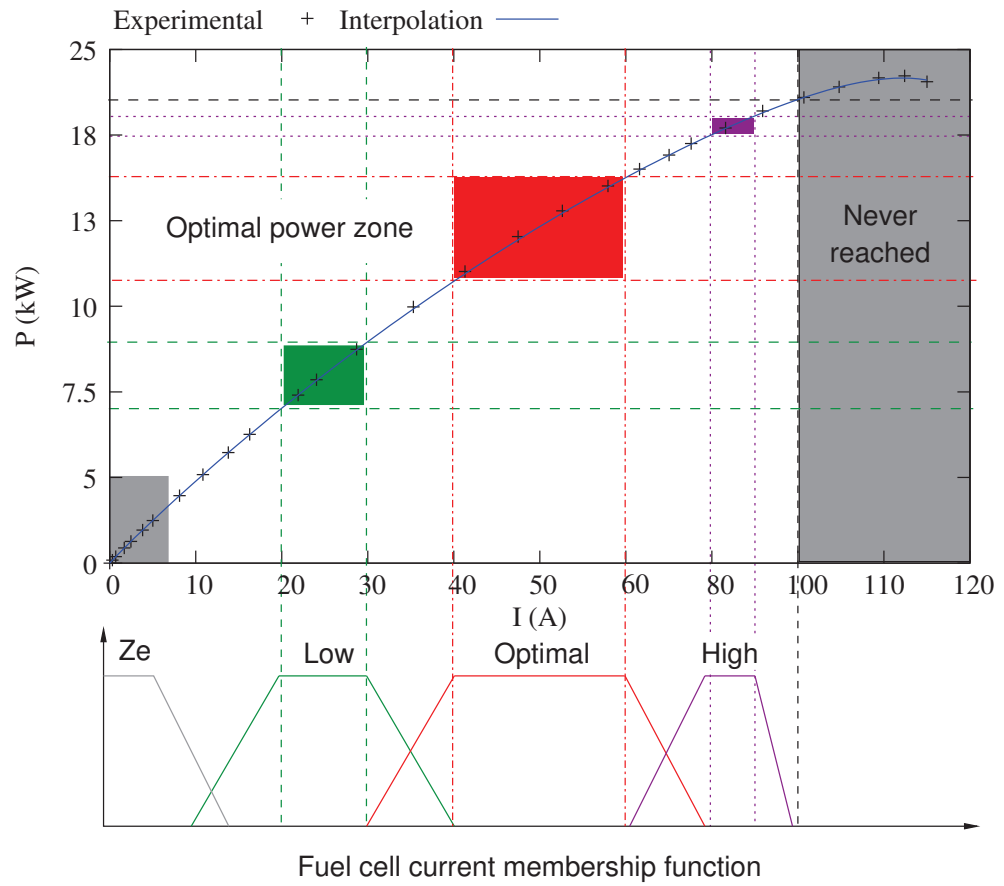 Experimental + Interpolation
25
18
13
10
7.5
5
0
P (kW)
Optimal power zone
Never
reached
0 10 20 30 40 50 60 80 100 120
I (A)
Ze Low Optimal High
Fuel cell current membership function